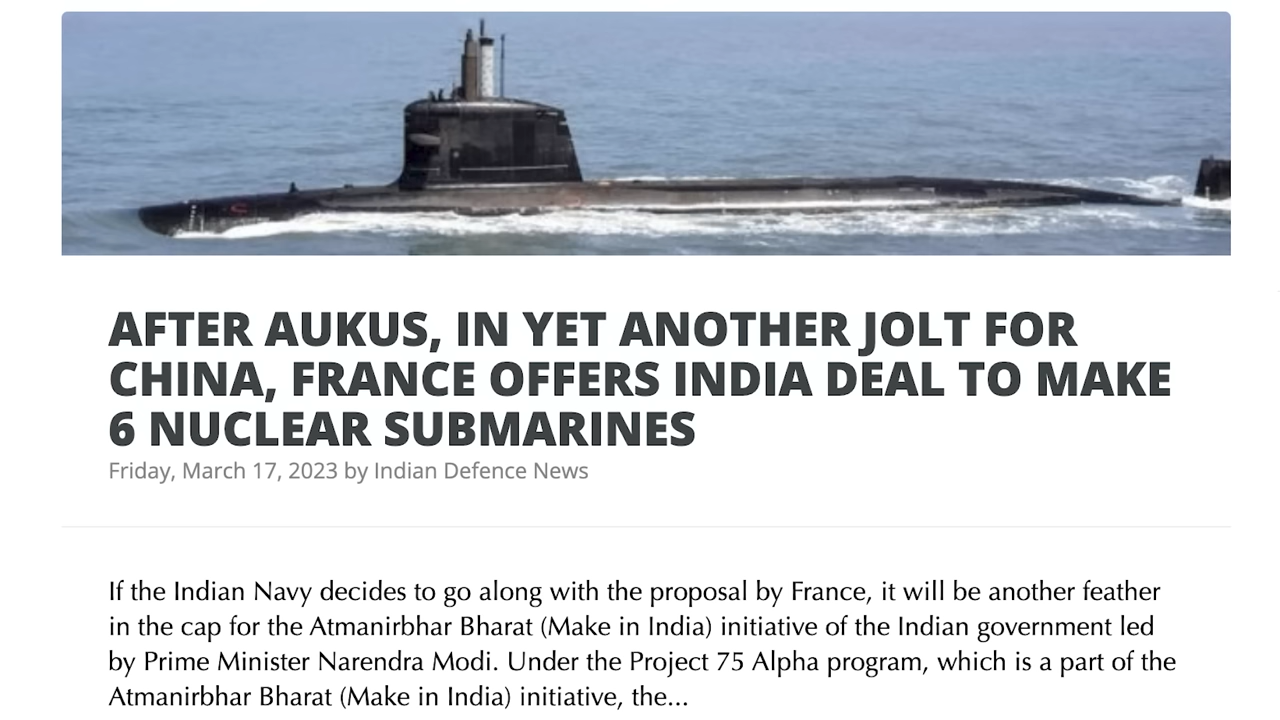 AFTER AUKUS, IN YET ANOTHER JOLT FOR
CHINA, FRANCE OFFERS INDIA DEAL TO MAKE
6 NUCLEAR SUBMARINES
Friday, March 17, 2023 by Indian Defence News
If the Indian Navy decides to go along with the proposal by France, it will be another feather
in the cap for the Atmanirbhar Bharat (Make in India) initiative of the Indian government led
by Prime Minister Narendra Modi. Under the Project 75 Alpha program, which is a part of the
Atmanirbhar Bharat (Make in India) initiative, the...